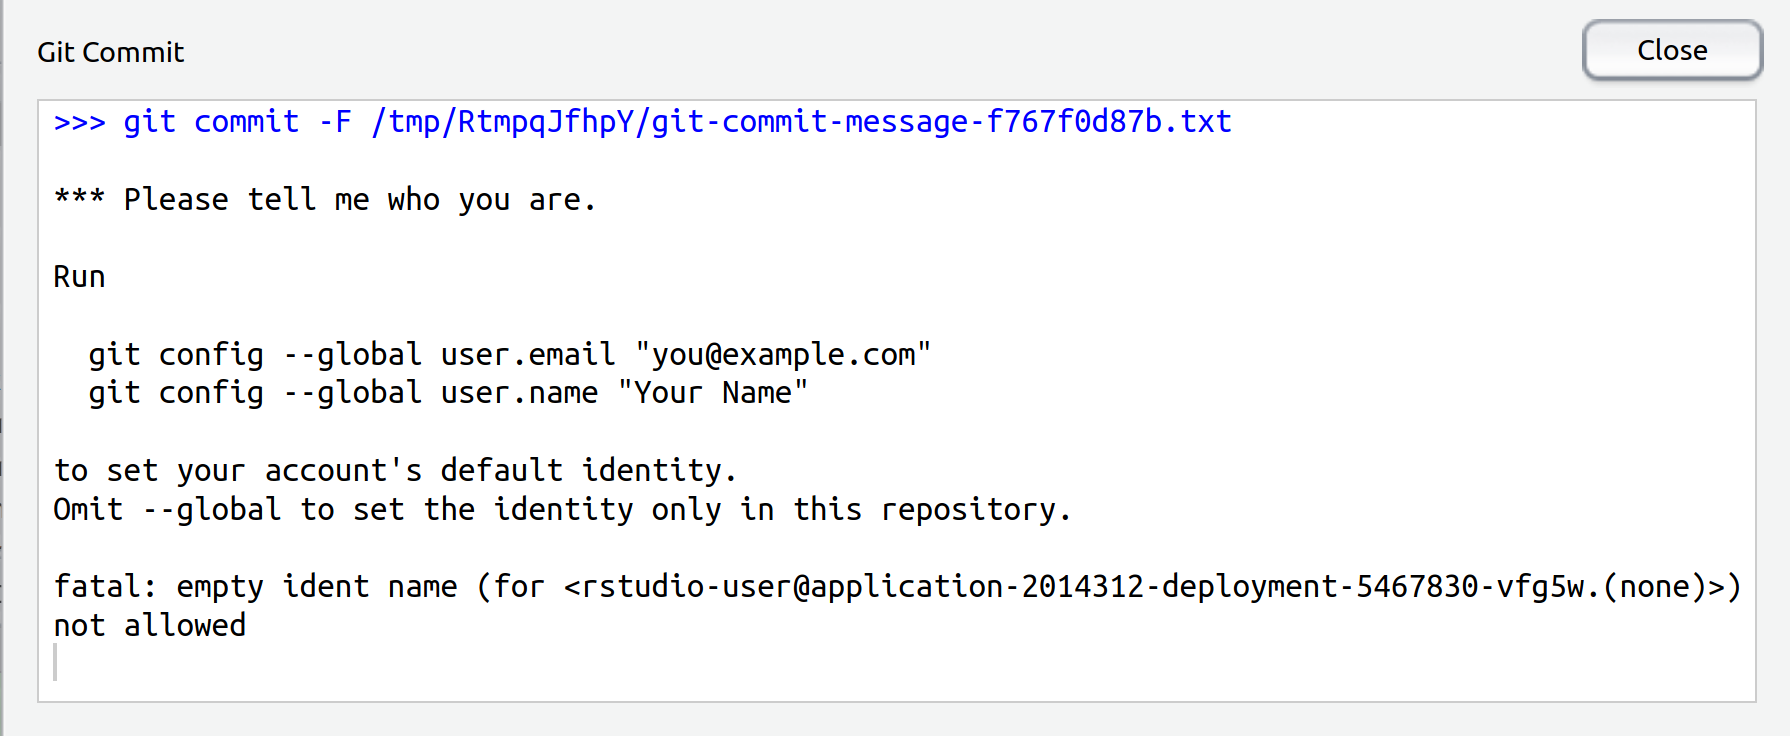 Git Commit
Close
>>> git commit -F /tmp/RtmpqJfhpY/git-commit-message-f767f0d87b.txt
*** Please tell me who you are.
Run
git config --global user.email "you@example.com"
git config --global user.name "Your Name"
to set your account's default identity.
Omit --global to set the identity only in this repository.
fatal: empty ident name (for <rstudio-user@application-2014312-deployment-5467830-vfg5w.(none)>)
not allowed